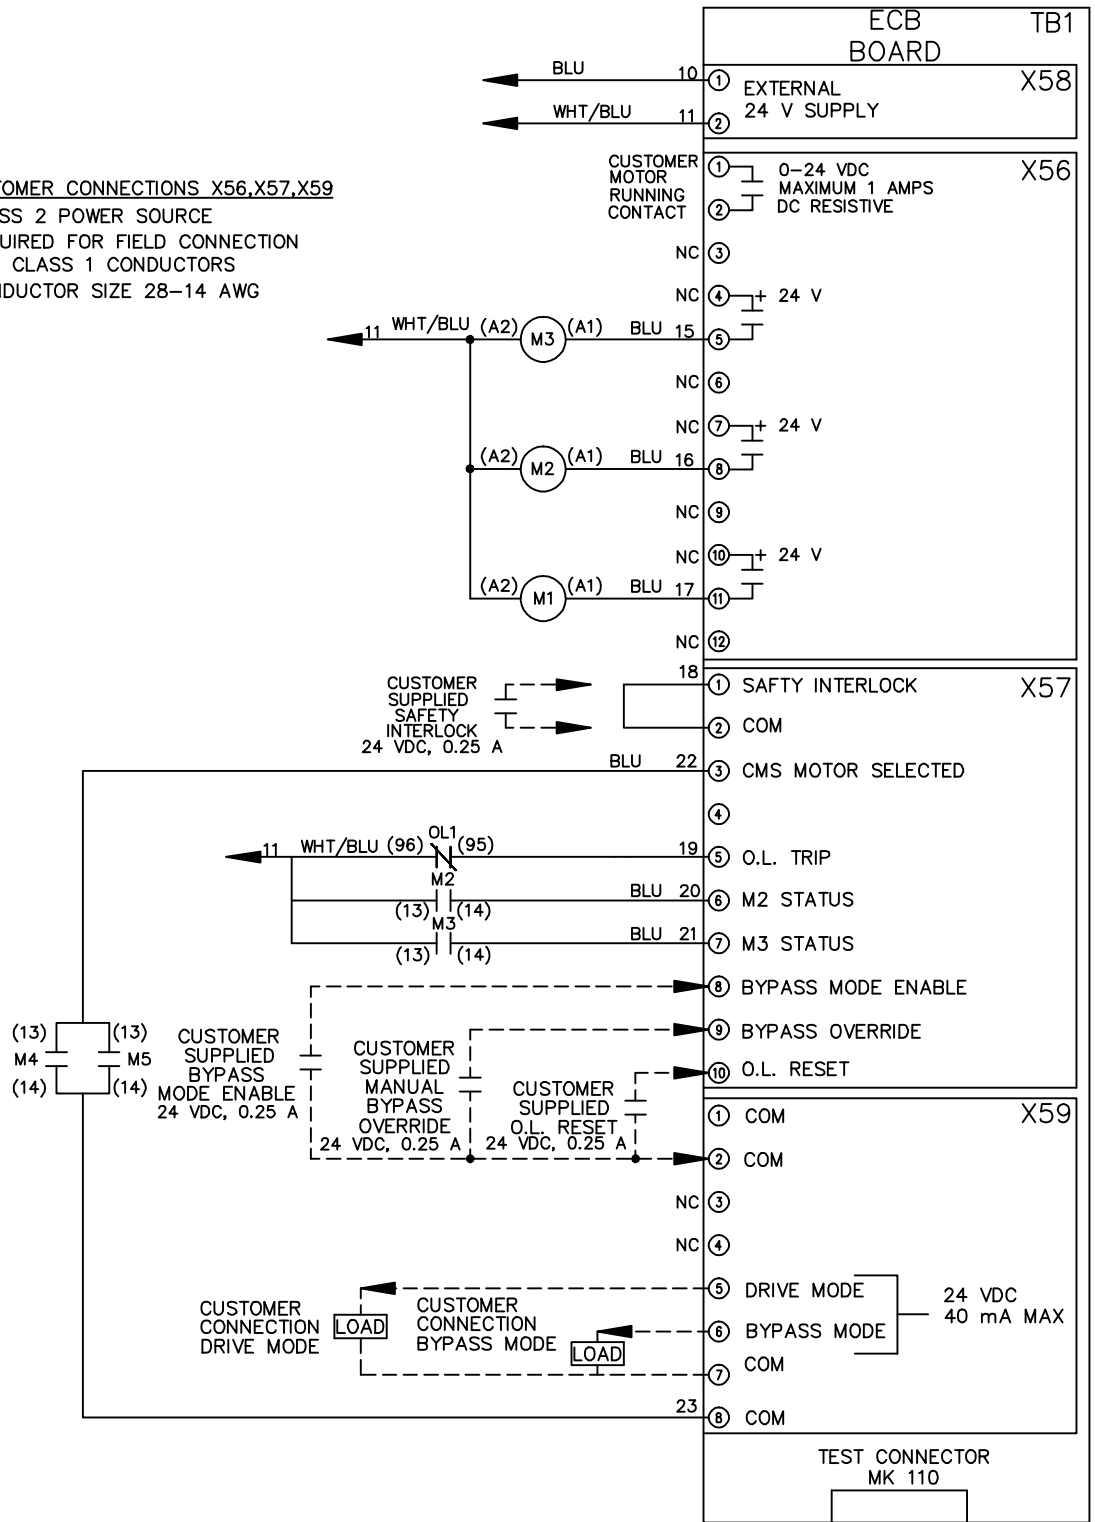 ECB BOARD
TB1
BLU 10 ① EXTERNAL 24 V SUPPLY
X58
WHT/BLU 11 ②
CUSTOMER MOTOR RUNNING CONTACT
① ②
0-24 VDC
MAXIMUM 1 AMPS
DC RESISTIVE
X56
CONNECTIONS X56,X57,X59
2 POWER SOURCE
FOR FIELD CONNECTION
CLASS 1 CONDUCTORS
SIZE 28-14 AWG
NC ③
NC ④ + 24 V
11 WHT/BLU (A2) M3 (A1) BLU 15 ⑤
NC ⑥
NC ⑦ + 24 V
(A2) M2 (A1) BLU 16 ⑧
NC ⑨
NC ⑩ + 24 V
(A2) M1 (A1) BLU 17 ⑪
NC ⑫
18 ① SAFTY INTERLOCK
X57
CUSTOMER
SUPPLIED
SAFETY
INTERLOCK
24 VDC, 0.25 A
② COM
BLU 22 ③ CMS MOTOR SELECTED
④
11 WHT/BLU (96) OL1 (95) 19 ⑤ O.L. TRIP
M2
(13) (14) BLU 20 ⑥ M2 STATUS
M3
(13) (14) BLU 21 ⑦ M3 STATUS
⑧ BYPASS MODE ENABLE
⑨ BYPASS OVERRIDE
⑩ O.L. RESET
(13) (13)
M4 M5
(14) (14)
CUSTOMER
SUPPLIED
BYPASS
MODE ENABLE
24 VDC, 0.25 A
CUSTOMER
SUPPLIED
MANUAL
BYPASS
OVERRIDE
24 VDC, 0.25 A
CUSTOMER
SUPPLIED
O.L. RESET
24 VDC, 0.25 A
① COM
X59
② COM
NC ③
NC ④
⑤ DRIVE MODE
⑥ BYPASS MODE
24 VDC
40 mA MAX
CUSTOMER
CONNECTION
DRIVE MODE
LOAD
CUSTOMER
CONNECTION
BYPASS MODE
LOAD
⑦ COM
23 ⑧ COM
TEST CONNECTOR
MK 110